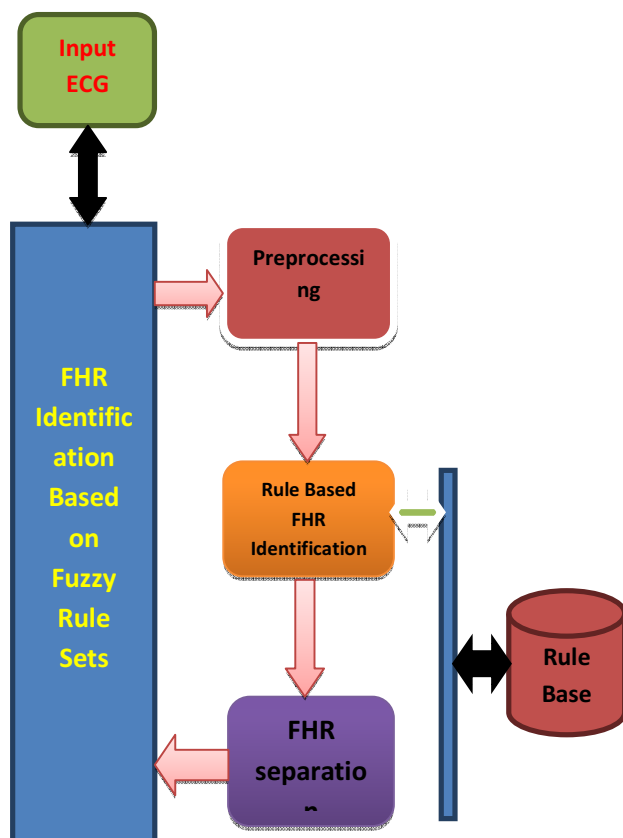 Input
ECG
Preprocessi
ng
FHR
Identific
ation
Based
on
Fuzzy
Rule
Sets
Rule Based
FHR
Identification
Rule
Base
FHR
separatio
n